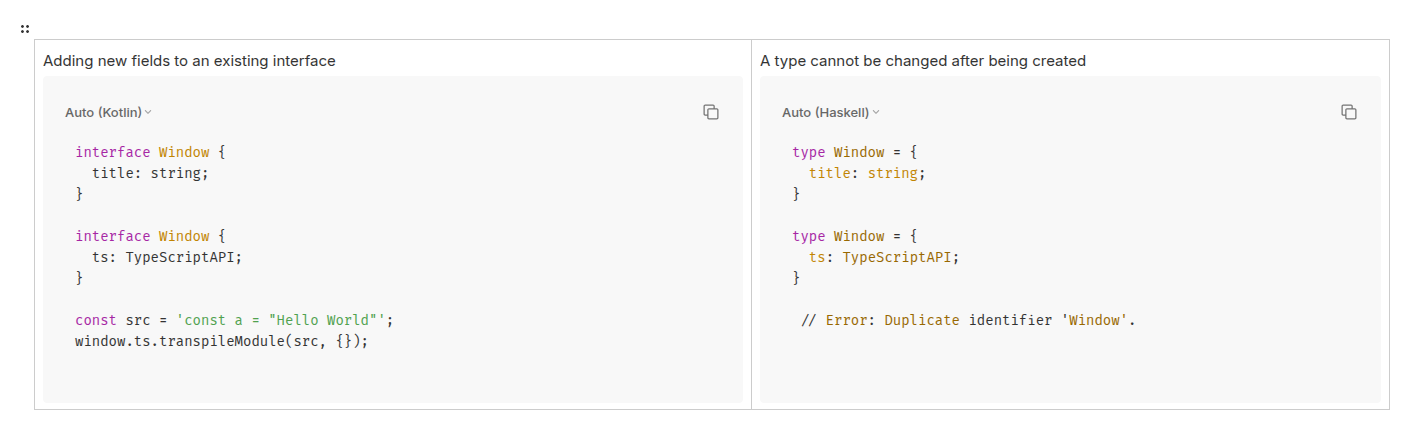 Adding new fields to an existing interface
Auto (Kotlin)
interface Window {
  title: string;
}

interface Window {
  ts: TypeScriptAPI;
}

const src = 'const a = "Hello World"';
window.ts.transpileModule(src, {});

A type cannot be changed after being created
Auto (Haskell)
type Window = {
  title: string;
}

type Window = {
  ts: TypeScriptAPI;
}

 // Error: Duplicate identifier 'Window'.